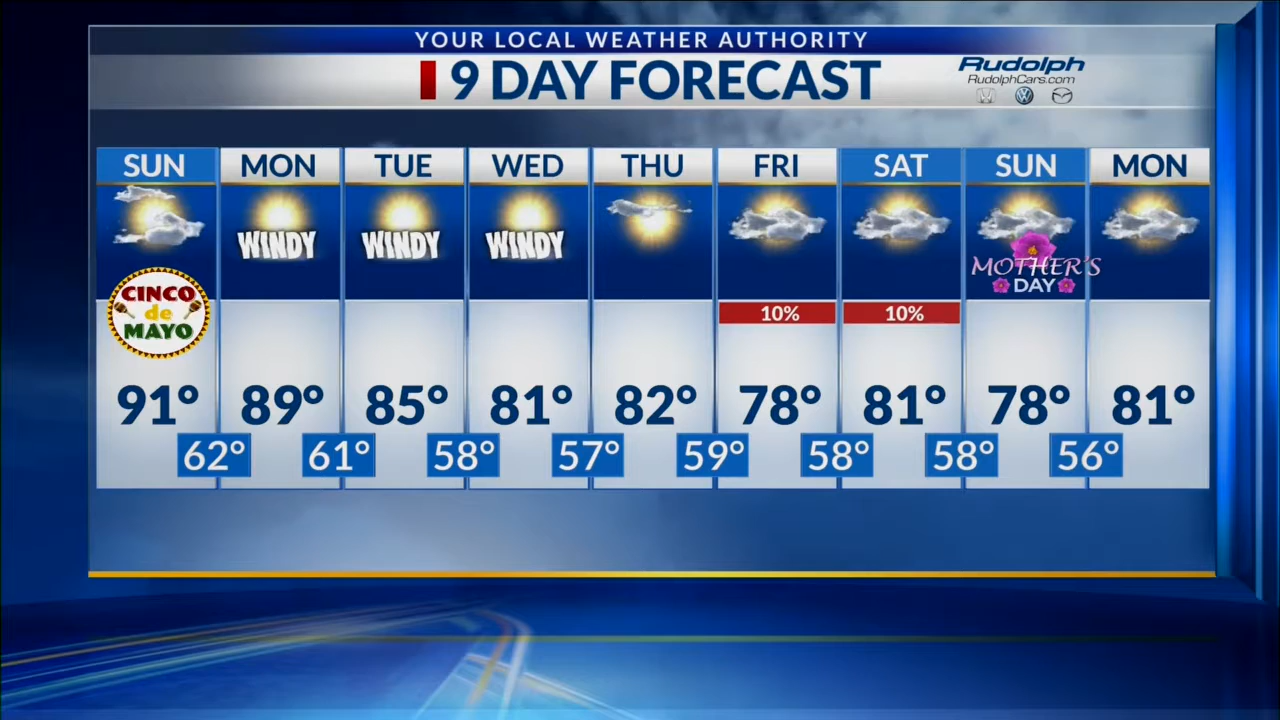 YOUR LOCAL WEATHER AUTHORITY
9 DAY FORECAST
Rudolph
RudolphCars.com
SUN MON TUE WED THU FRI SAT SUN MON
WINDY WINDY WINDY
MOTHER'S
DAY
CINCO
de
MAYO
10% 10%
91° 89° 85° 81° 82° 78° 81° 78° 81°
62° 61° 58° 57° 59° 58° 58° 56°